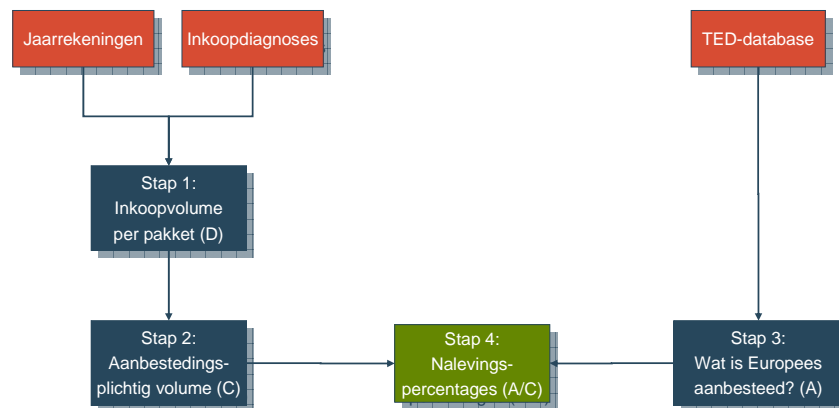 Jaarrekeningen
Inkoopdiagnoses
TED-database
Stap 1:
Inkoopvolume
per pakket (D)
Stap 2:
Aanbestedings-
plichtig volume (C)
Stap 4:
Nalevings-
percentages (A/C)
Stap 3:
Wat is Europees
aanbesteed? (A)